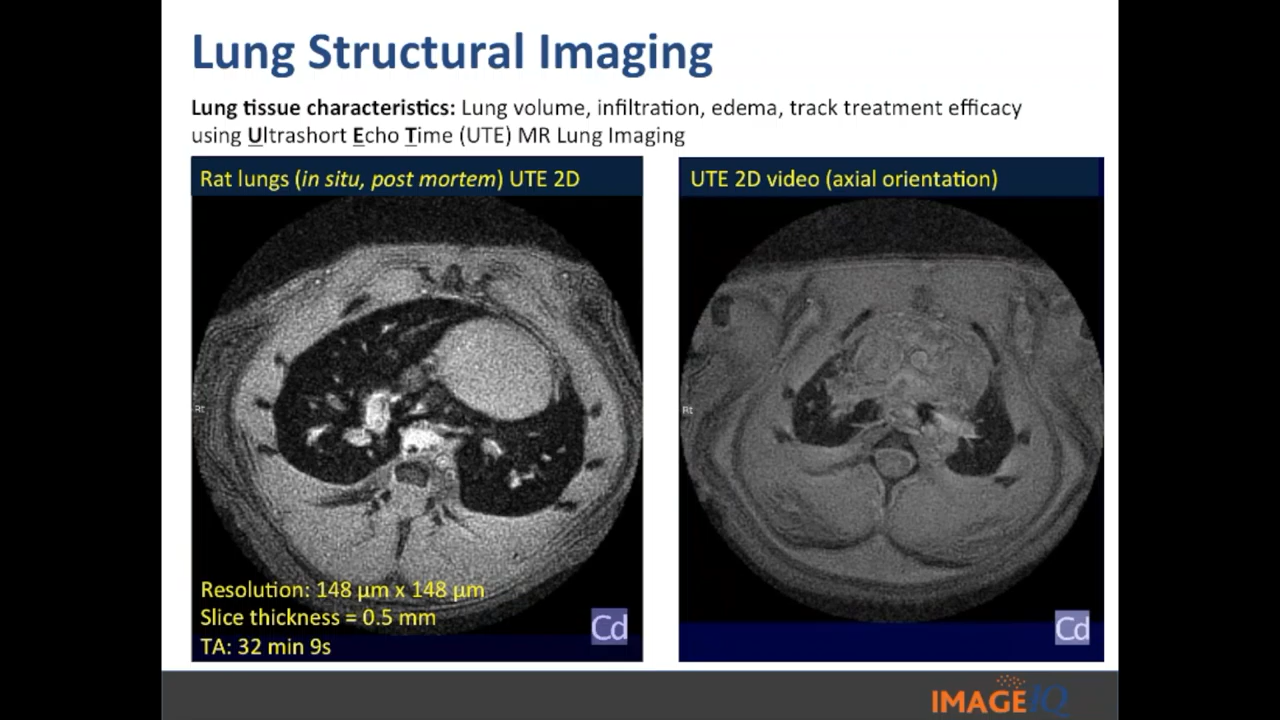 Lung Structural Imaging
Lung tissue characteristics: Lung volume, infiltration, edema, track treatment efficacy
using Ultrashort Echo Time (UTE) MR Lung Imaging
Rat lungs (in situ, post mortem) UTE 2D
UTE 2D video (axial orientation)
Rt
Rt
Resolution: 148 µm x 148 µm
Slice thickness = 0.5 mm
TA: 32 min 9s
Cd
Cd
IMAGEIQ